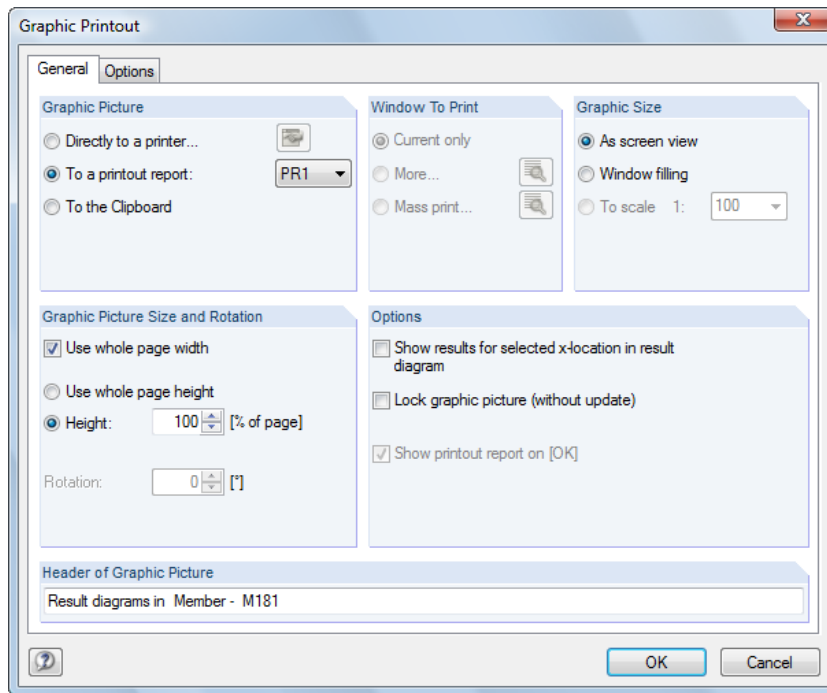 Graphic Printout
General
Options
Graphic Picture
Directly to a printer...
To a printout report:
PR1
To the Clipboard
Window To Print
Current only
More...
Mass print...
Graphic Size
As screen view
Window filling
To scale 1: 100
Graphic Picture Size and Rotation
Use whole page width
Use whole page height
Height: 100 [% of page]
Rotation: 0 [°]
Options
Show results for selected x-location in result
diagram
Lock graphic picture (without update)
Show printout report on [OK]
Header of Graphic Picture
Result diagrams in Member - M181
OK
Cancel